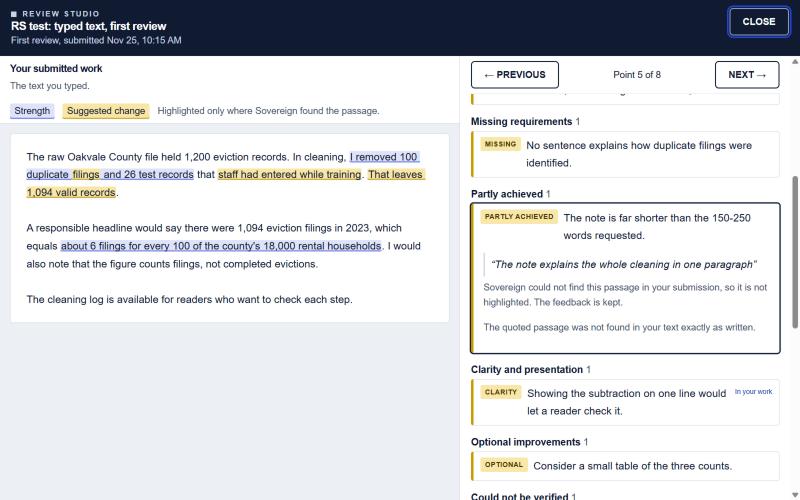 REVIEW STUDIO
RS test: typed text, first review
First review, submitted Nov 25, 10:15 AM
CLOSE
Your submitted work
The text you typed.
Strength
Suggested change
Highlighted only where Sovereign found the passage.
The raw Oakvale County file held 1,200 eviction records. In cleaning, I removed 100
duplicate filings and 26 test records that staff had entered while training. That leaves
1,094 valid records.
A responsible headline would say there were 1,094 eviction filings in 2023, which
equals about 6 filings for every 100 of the county's 18,000 rental households. I would
also note that the figure counts filings, not completed evictions.
The cleaning log is available for readers who want to check each step.
← PREVIOUS
Point 5 of 8
NEXT →
Missing requirements 1
MISSING
No sentence explains how duplicate filings were
identified.
Partly achieved 1
PARTLY ACHIEVED
The note is far shorter than the 150-250
words requested.
“The note explains the whole cleaning in one paragraph”
Sovereign could not find this passage in your submission, so it is not
highlighted. The feedback is kept.
The quoted passage was not found in your text exactly as written.
Clarity and presentation 1
CLARITY
Showing the subtraction on one line would
let a reader check it.
In your work
Optional improvements 1
OPTIONAL
Consider a small table of the three counts.
Could not be verified 1